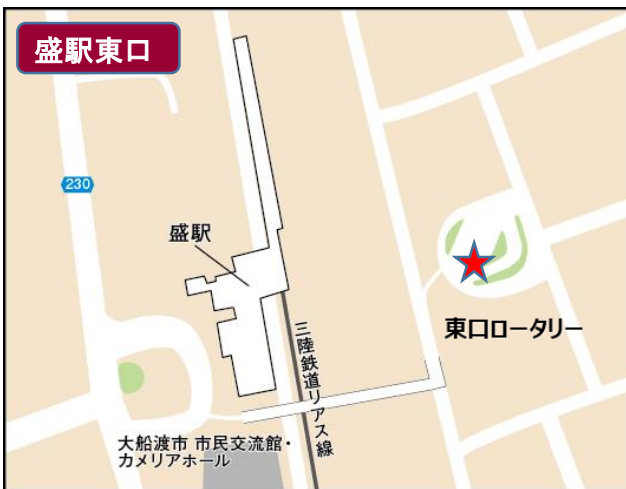 盛駅東口
230
盛駅
東口ロータリー
三陸鉄道リアス線
大船渡市 市民交流館・
カメリアホール